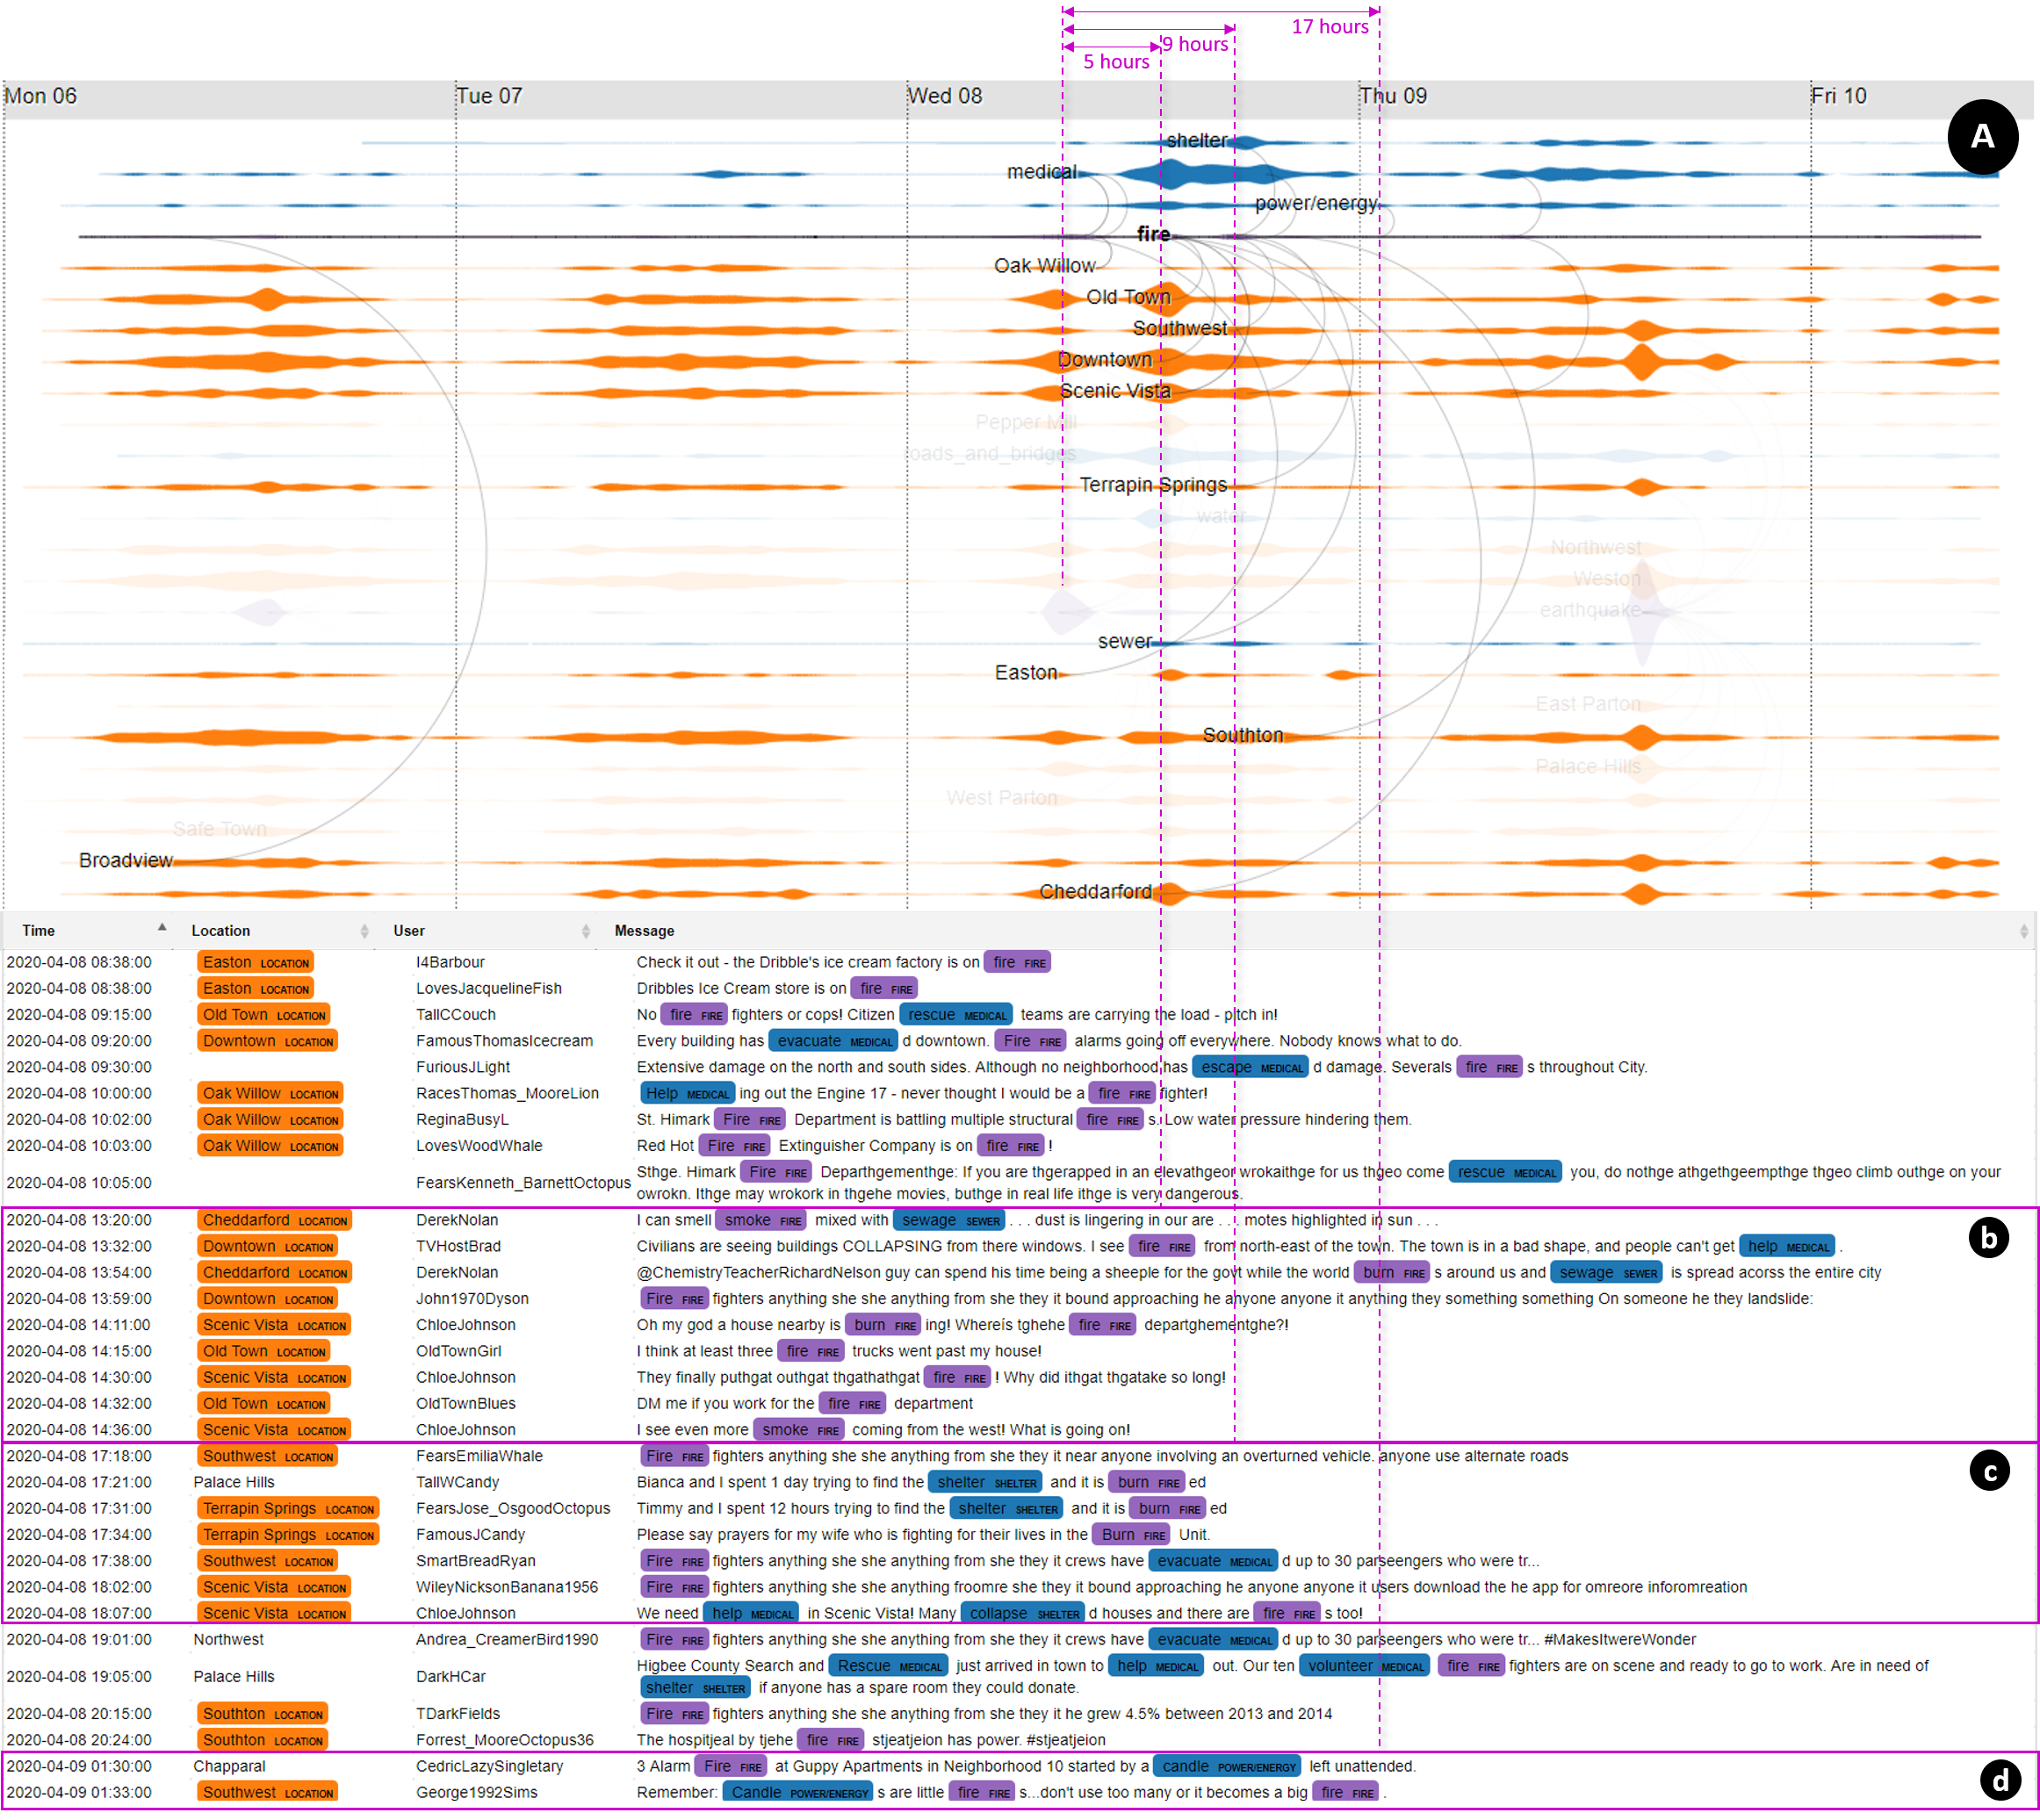 17 hours
9 hours
5 hours
Mon 06 Tue 07 Wed 08 Thu 09 Fri 10
A
shelter
medical
power/energy
fire
Oak Willow
Old Town
Southwest
Downtown
Scenic Vista
Pepper Mill
roads_and_bridges
Terrapin Springs
water
Northwest
Weston
earthquake
sewer
Easton
East Parton
Southton
Palace Hills
West Parton
Safe Town
Broadview
Cheddarford
Time Location User Message
2020-04-08 08:38:00 Easton LOCATION I4Barbour Check it out - the Dribble's ice cream factory is on fire FIRE
2020-04-08 08:38:00 Easton LOCATION LovesJacquelineFish Dribbles Ice Cream store is on fire FIRE
2020-04-08 09:15:00 Old Town LOCATION TallCCouch No fire FIRE fighters or cops! Citizen rescue MEDICAL teams are carrying the load - pitch in!
2020-04-08 09:20:00 Downtown LOCATION FamousThomasIcecream Every building has evacuate MEDICAL d downtown. Fire FIRE alarms going off everywhere. Nobody knows what to do.
2020-04-08 09:30:00 FuriousJLight Extensive damage on the north and south sides. Although no neighborhood has escape MEDICAL d damage. Severals fire FIRE s throughout City.
2020-04-08 10:00:00 Oak Willow LOCATION RacesThomas_MooreLion Help MEDICAL ing out the Engine 17 - never thought I would be a fire FIRE fighter!
2020-04-08 10:02:00 Oak Willow LOCATION ReginaBusyL St. Himark Fire FIRE Department is battling multiple structural fire FIRE s. Low water pressure hindering them.
2020-04-08 10:03:00 Oak Willow LOCATION LovesWoodWhale Red Hot Fire FIRE Extinguisher Company is on fire FIRE !
2020-04-08 10:05:00 FearsKenneth_BarnettOctopus Sthge. Himark Fire FIRE Departhgementhge: If you are thgerapped in an elevathgeor wrokaithge for us thgeo come rescue MEDICAL you, do nothge athgethgeempthge thgeo climb outhge on your
owrokn. Ithge may wrokork in thgehe movies, buthge in real life ithge is very dangerous.
2020-04-08 13:20:00 Cheddarford LOCATION DerekNolan I can smell smoke FIRE mixed with sewage SEWER . . . dust is lingering in our are . . . motes highlighted in sun . . .
b
2020-04-08 13:32:00 Downtown LOCATION TVHostBrad Civilians are seeing buildings COLLAPSING from there windows. I see fire FIRE from north-east of the town. The town is in a bad shape, and people can't get help MEDICAL .
2020-04-08 13:54:00 Cheddarford LOCATION DerekNolan @ChemistryTeacherRichardNelson guy can spend his time being a sheeple for the govt while the world burn FIRE s around us and sewage SEWER is spread acorss the entire city
2020-04-08 13:59:00 Downtown LOCATION John1970Dyson Fire FIRE fighters anything she she anything from she they it bound approaching he anyone anyone it anything they something something On someone he they landslide:
2020-04-08 14:11:00 Scenic Vista LOCATION ChloeJohnson Oh my god a house nearby is burn FIRE ing! Whereís tghehe fire FIRE departghementghe?!
2020-04-08 14:15:00 Old Town LOCATION OldTownGirl I think at least three fire FIRE trucks went past my house!
2020-04-08 14:30:00 Scenic Vista LOCATION ChloeJohnson They finally puthgat outhgat thgathathgat fire FIRE ! Why did ithgat thgatake so long!
2020-04-08 14:32:00 Old Town LOCATION OldTownBlues DM me if you work for the fire FIRE department
2020-04-08 14:36:00 Scenic Vista LOCATION ChloeJohnson I see even more smoke FIRE coming from the west! What is going on!
2020-04-08 17:18:00 Southwest LOCATION FearsEmiliaWhale Fire FIRE fighters anything she she anything from she they it near anyone involving an overturned vehicle. anyone use alternate roads
c
2020-04-08 17:21:00 Palace Hills TallWCandy Bianca and I spent 1 day trying to find the shelter SHELTER and it is burn FIRE ed
2020-04-08 17:31:00 Terrapin Springs LOCATION FearsJose_OsgoodOctopus Timmy and I spent 12 hours trying to find the shelter SHELTER and it is burn FIRE ed
2020-04-08 17:34:00 Terrapin Springs LOCATION FamousJCandy Please say prayers for my wife who is fighting for their lives in the Burn FIRE Unit.
2020-04-08 17:38:00 Southwest LOCATION SmartBreadRyan Fire FIRE fighters anything she she anything from she they it crews have evacuate MEDICAL d up to 30 parseengers who were tr...
2020-04-08 18:02:00 Scenic Vista LOCATION WileyNicksonBanana1956 Fire FIRE fighters anything she she anything froomre she they it bound approaching he anyone anyone it users download the he app for omreore inforomreation
2020-04-08 18:07:00 Scenic Vista LOCATION ChloeJohnson We need help MEDICAL in Scenic Vista! Many collapse SHELTER d houses and there are fire FIRE s too!
2020-04-08 19:01:00 Northwest Andrea_CreamerBird1990 Fire FIRE fighters anything she she anything from she they it crews have evacuate MEDICAL d up to 30 parseengers who were tr... #MakesItwereWonder
2020-04-08 19:05:00 Palace Hills DarkHCar Higbee County Search and Rescue MEDICAL just arrived in town to help MEDICAL out. Our ten volunteer MEDICAL fire FIRE fighters are on scene and ready to go to work. Are in need of
shelter SHELTER if anyone has a spare room they could donate.
2020-04-08 20:15:00 Southton LOCATION TDarkFields Fire FIRE fighters anything she she anything from she they it he grew 4.5% between 2013 and 2014
2020-04-08 20:24:00 Southton LOCATION Forrest_MooreOctopus36 The hospitjeal by tjehe fire FIRE stjeatjeion has power. #stjeatjeion
2020-04-09 01:30:00 Chapparal CedricLazySingletary 3 Alarm Fire FIRE at Guppy Apartments in Neighborhood 10 started by a candle POWER/ENERGY left unattended.
d
2020-04-09 01:33:00 Southwest LOCATION George1992Sims Remember: Candle POWER/ENERGY s are little fire FIRE s...don't use too many or it becomes a big fire FIRE .